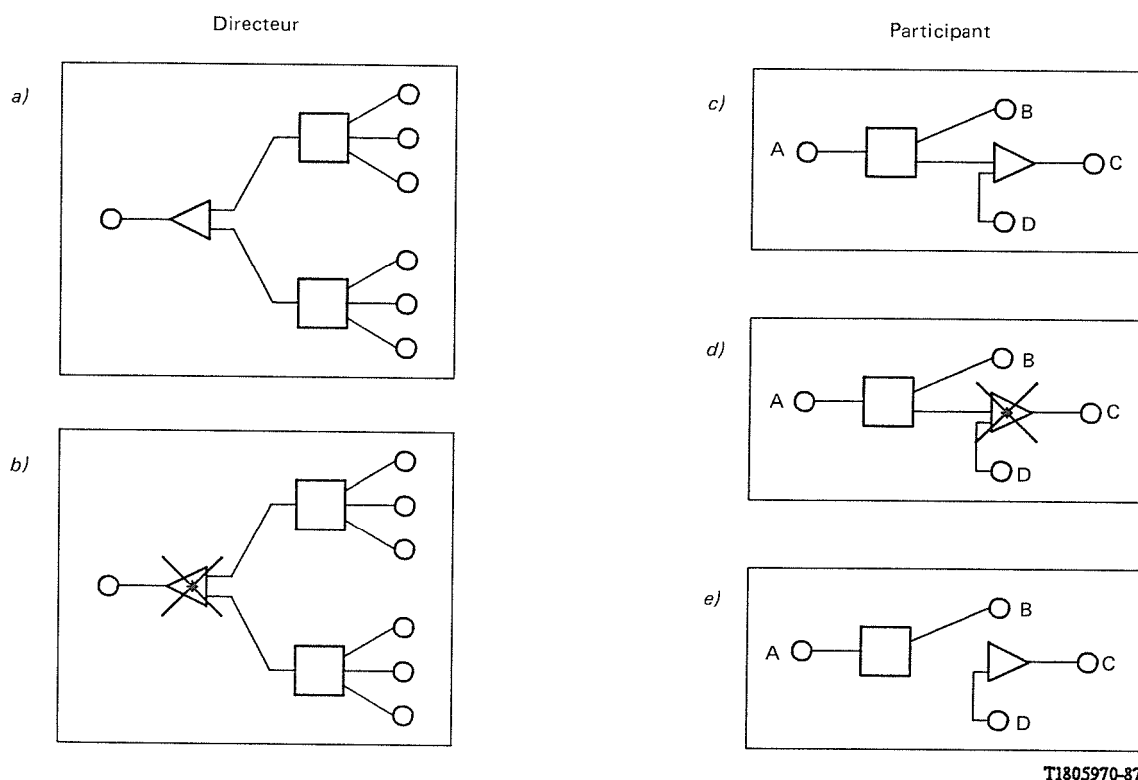 Directeur
a)
b)
Participant
c)
A
B
C
D
d)
A
B
C
D
e)
A
B
C
D
T1805970-87